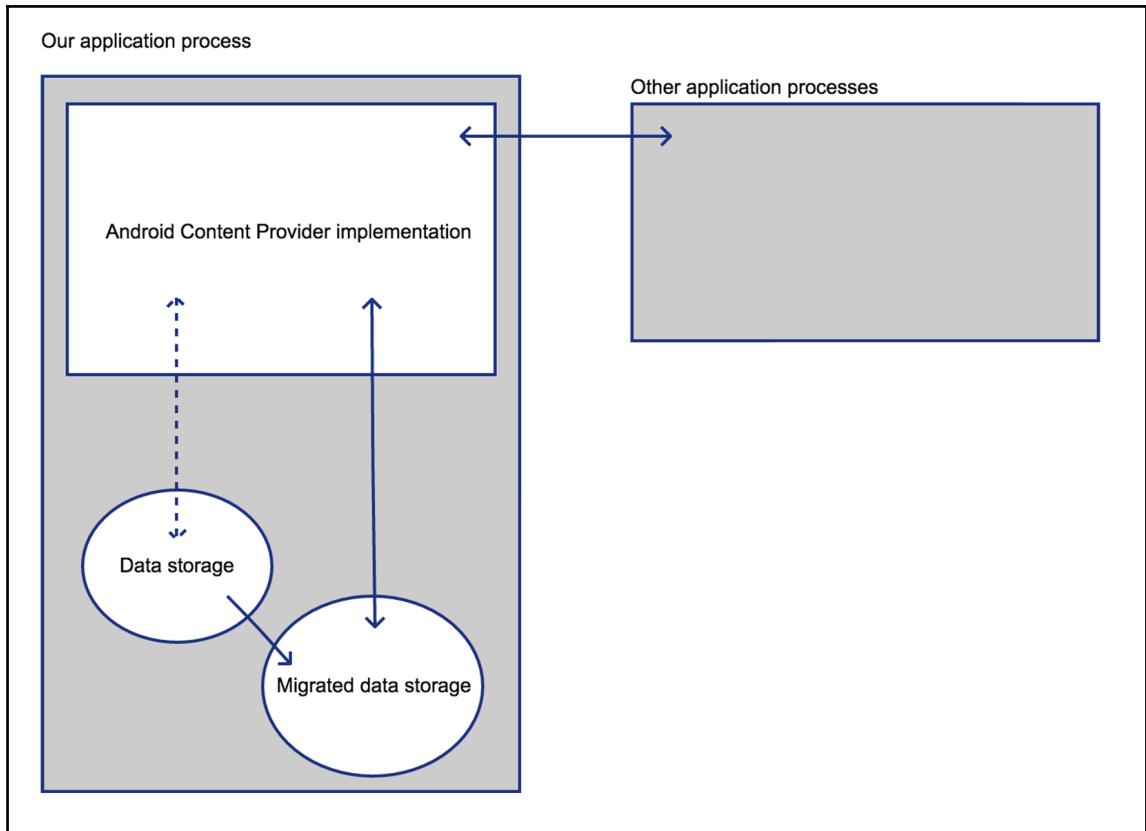 Our application process
Other application processes
Android Content Provider implementation
Data storage
Migrated data storage